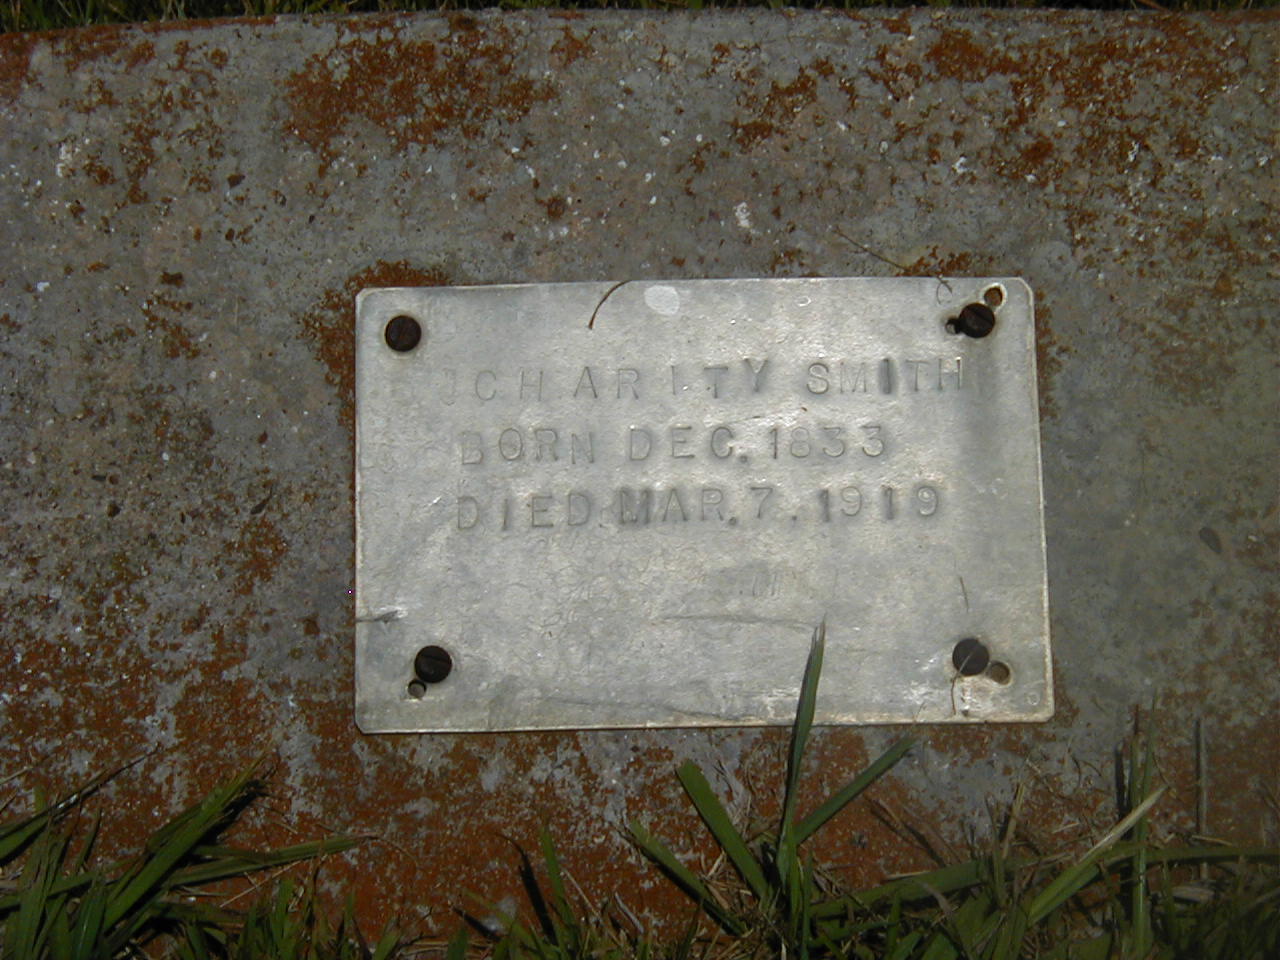 CHARITY SMITH
BORN DEC. 1833
DIED MAR. 7. 1919